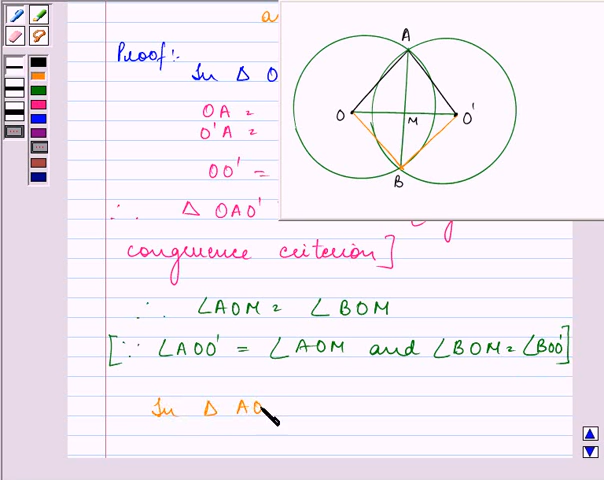 a
Proof:-
In Δ O
OA =
O'A =
OO' =
∴ Δ OAO'
congruence criterion]
∴ ∠AOM = ∠BOM
[∵ ∠AOO' = ∠AOM and ∠BOM = ∠BOO']
In Δ AO
A
O
M
O'
B